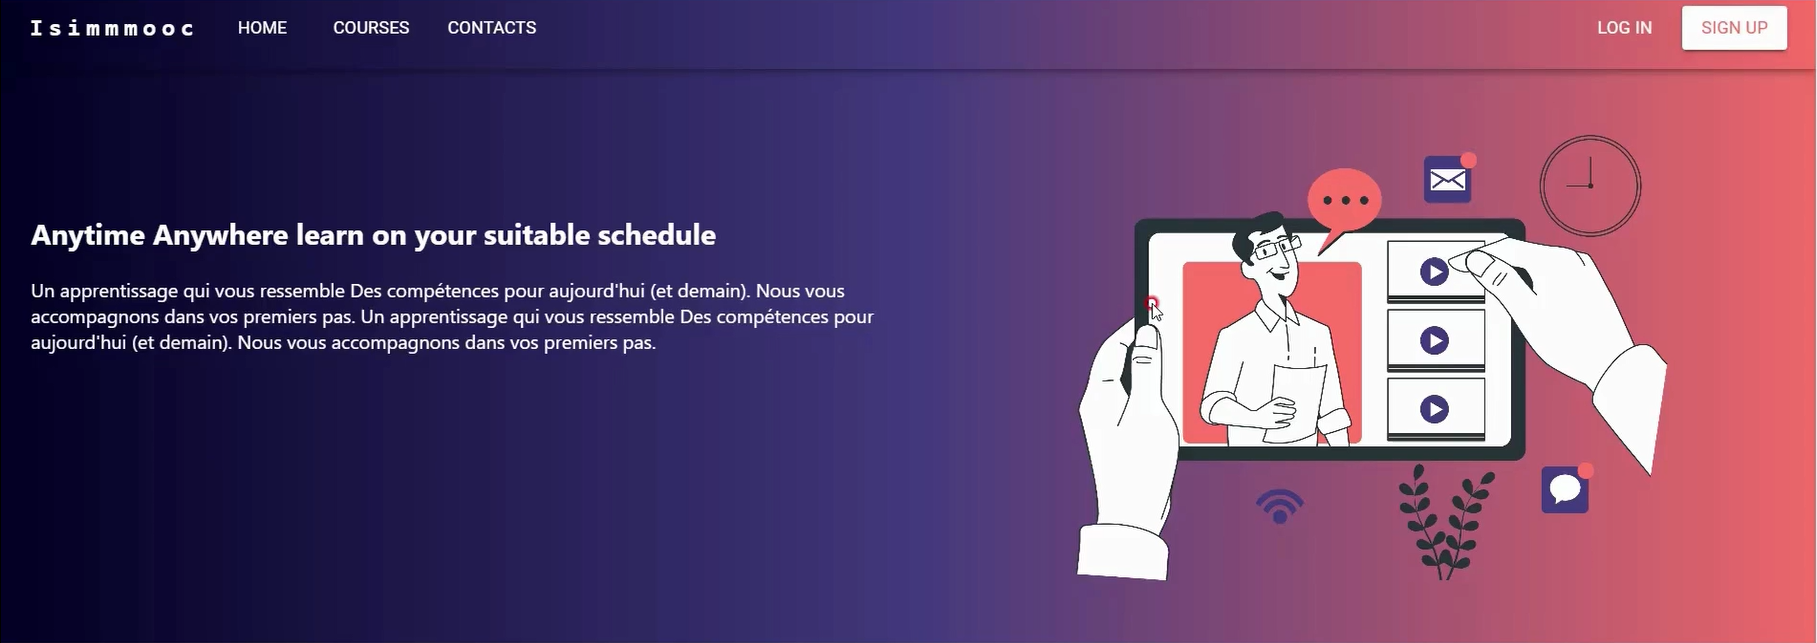 Isimmmooc HOME COURSES CONTACTS LOG IN SIGN UP
Anytime Anywhere learn on your suitable schedule
Un apprentissage qui vous ressemble Des compétences pour aujourd'hui (et demain). Nous vous
accompagnons dans vos premiers pas. Un apprentissage qui vous ressemble Des compétences pour
aujourd'hui (et demain). Nous vous accompagnons dans vos premiers pas.